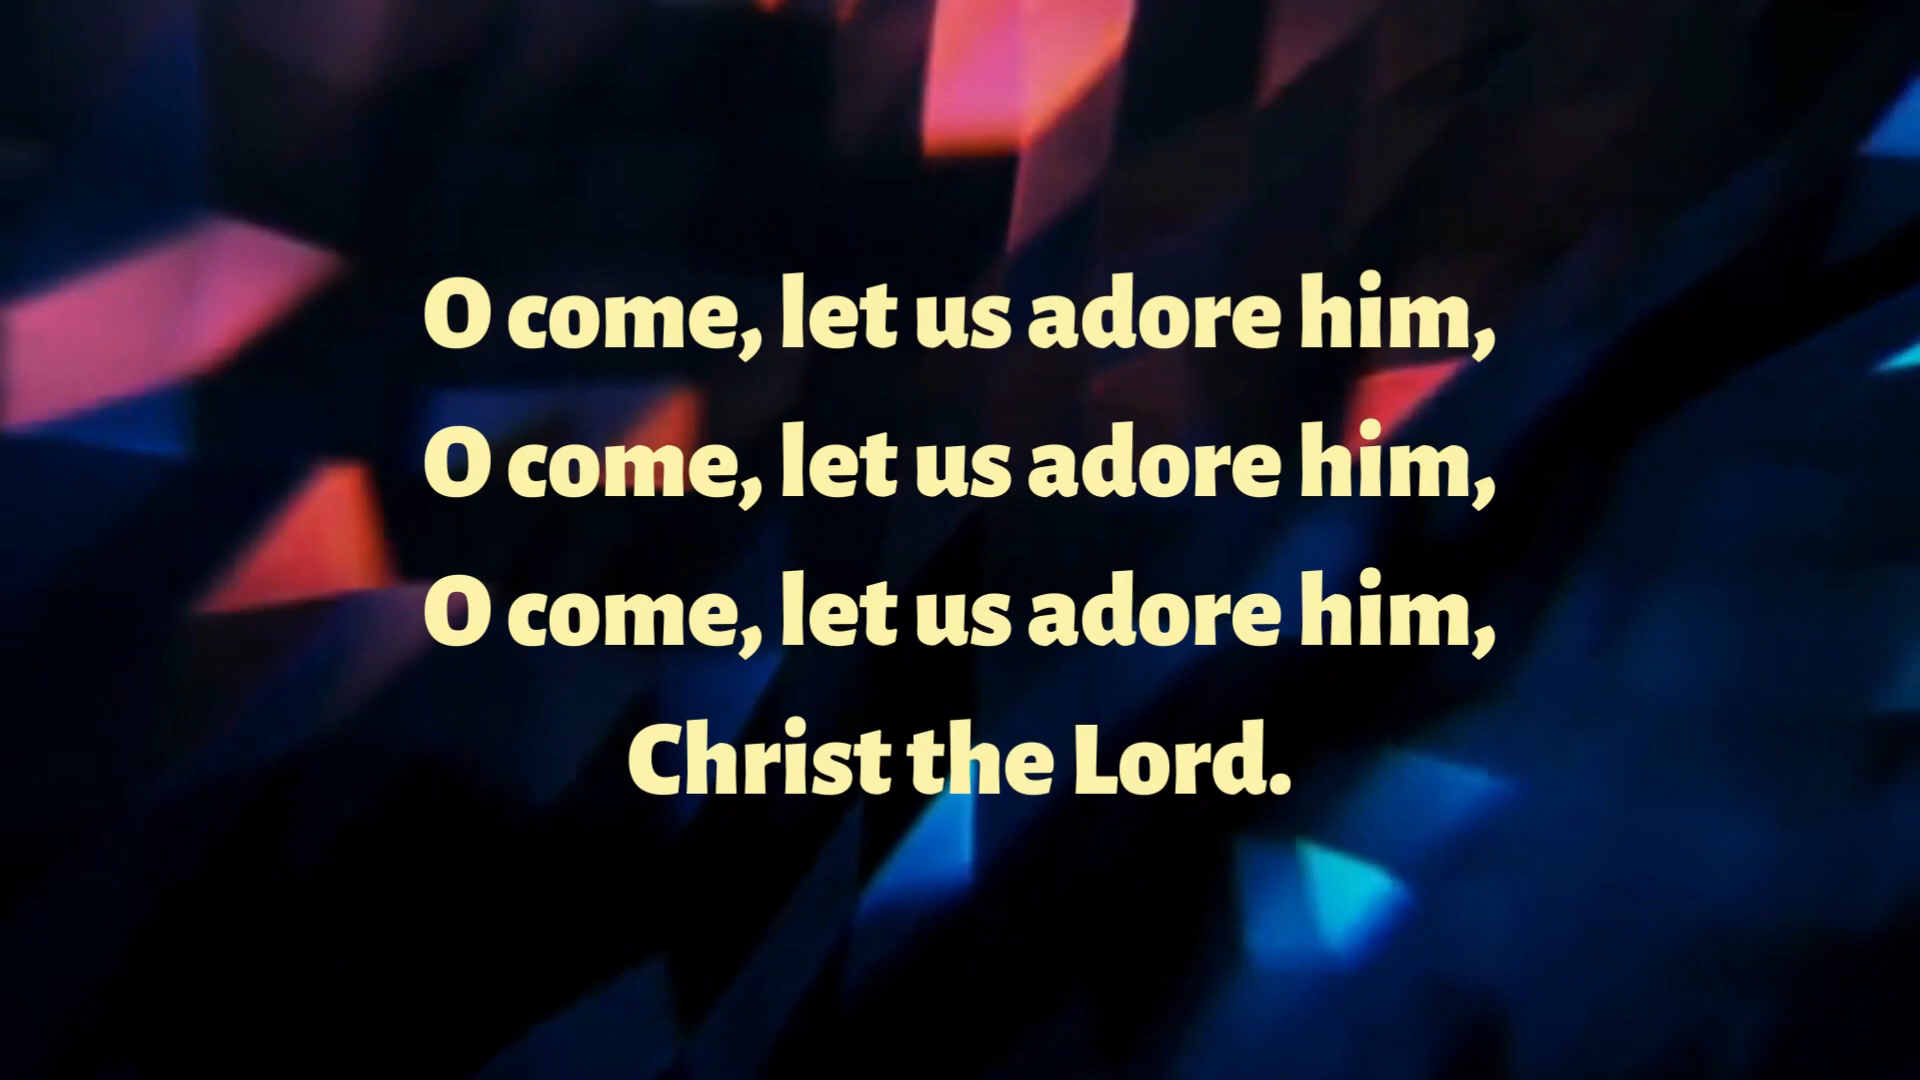 O come, let us adore him,
O come, let us adore him,
O come, let us adore him,
Christ the Lord.